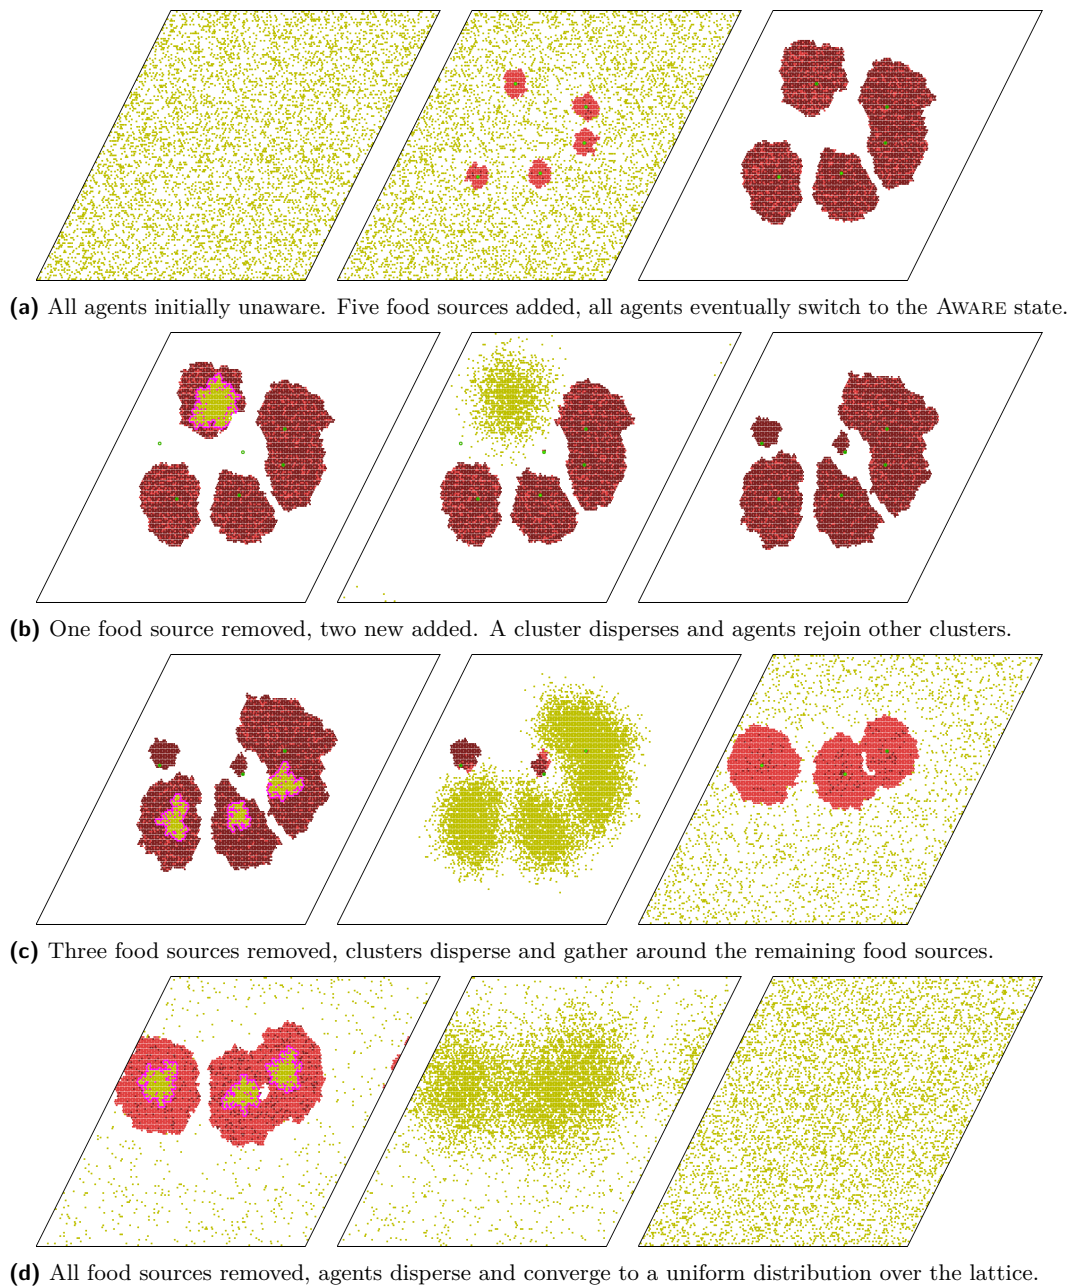 (a) All agents initially unaware. Five food sources added, all agents eventually switch to the AWARE state.
(b) One food source removed, two new added. A cluster disperses and agents rejoin other clusters.
(c) Three food sources removed, clusters disperse and gather around the remaining food sources.
(d) All food sources removed, agents disperse and converge to a uniform distribution over the lattice.